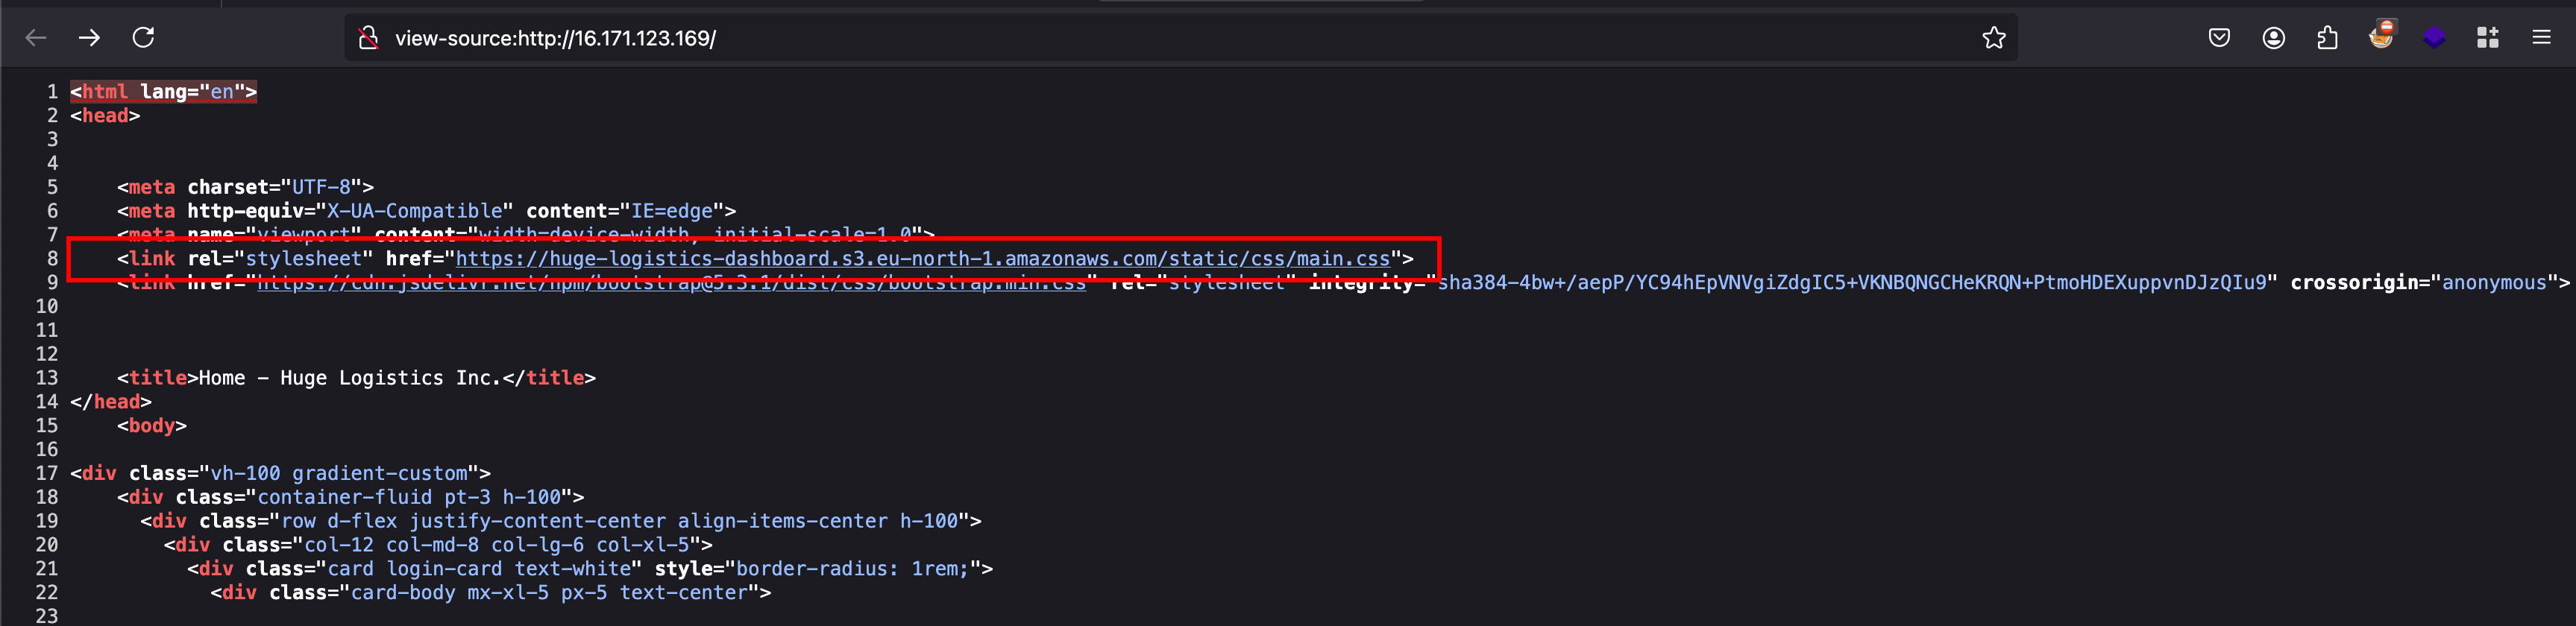 view-source:http://16.171.123.169/
1 <html lang="en">
2 <head>
3
4
5 <meta charset="UTF-8">
6 <meta http-equiv="X-UA-Compatible" content="IE=edge">
7 <meta name="viewport" content="width=device-width, initial-scale=1.0">
8 <link rel="stylesheet" href="https://huge-logistics-dashboard.s3.eu-north-1.amazonaws.com/static/css/main.css">
9 <link href="https://cdn.jsdelivr.net/npm/bootstrap@5.3.1/dist/css/bootstrap.min.css" rel="stylesheet" integrity="sha384-4bw+/aepP/YC94hEpVNVgiZdgIC5+VKNBQNGCHeKRQN+PtmoHDEXuppvnDJzQIu9" crossorigin="anonymous">
10
11
12
13 <title>Home - Huge Logistics Inc.</title>
14 </head>
15 <body>
16
17 <div class="vh-100 gradient-custom">
18 <div class="container-fluid pt-3 h-100">
19 <div class="row d-flex justify-content-center align-items-center h-100">
20 <div class="col-12 col-md-8 col-lg-6 col-xl-5">
21 <div class="card login-card text-white" style="border-radius: 1rem;">
22 <div class="card-body mx-xl-5 px-5 text-center">
23